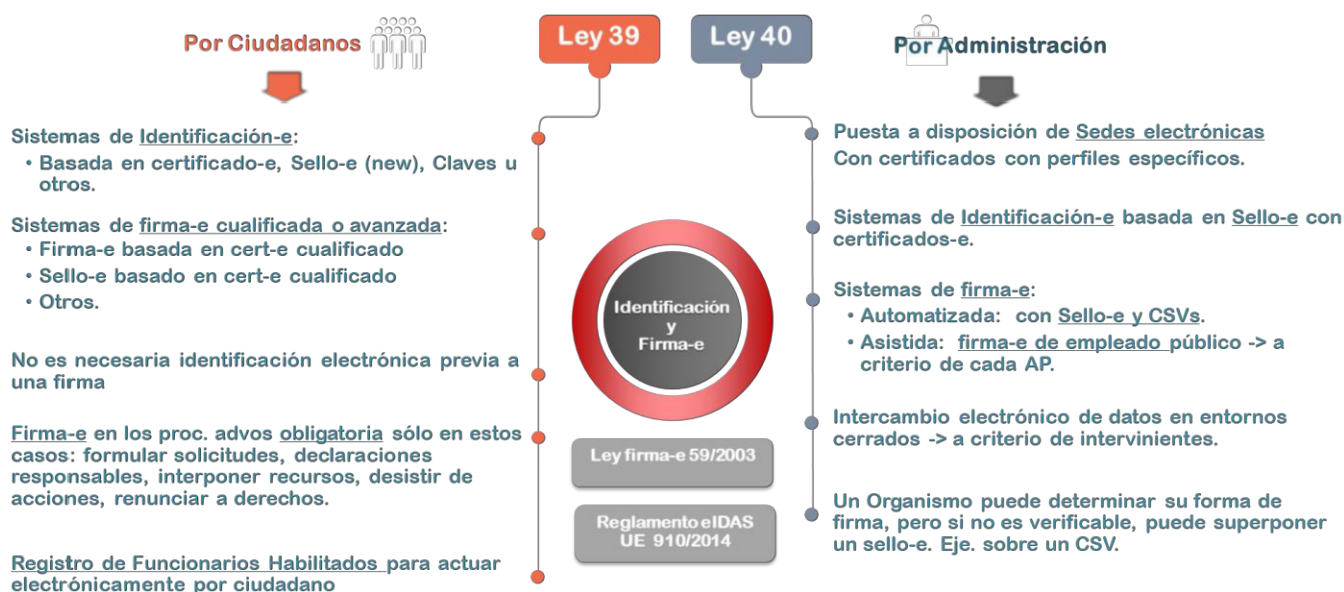 Por Ciudadanos
Ley 39
Ley 40
Por Administración
Sistemas de Identificación-e:
• Basada en certificado-e, Sello-e (new), Claves u
otros.
Sistemas de firma-e cualificada o avanzada:
• Firma-e basada en cert-e cualificado
• Sello-e basado en cert-e cualificado
• Otros.
No es necesaria identificación electrónica previa a
una firma
Firma-e en los proc. advos obligatoria sólo en estos
casos: formular solicitudes, declaraciones
responsables, interponer recursos, desistir de
acciones, renunciar a derechos.
Registro de Funcionarios Habilitados para actuar
electrónicamente por ciudadano
Identificación
y
Firma-e
Ley firma-e 59/2003
Reglamento eIDAS
UE 910/2014
Puesta a disposición de Sedes electrónicas
Con certificados con perfiles específicos.
Sistemas de Identificación-e basada en Sello-e con
certificados-e.
Sistemas de firma-e:
• Automatizada: con Sello-e y CSVs.
• Asistida: firma-e de empleado público -> a
criterio de cada AP.
Intercambio electrónico de datos en entornos
cerrados -> a criterio de intervinientes.
Un Organismo puede determinar su forma de
firma, pero si no es verificable, puede superponer
un sello-e. Eje. sobre un CSV.